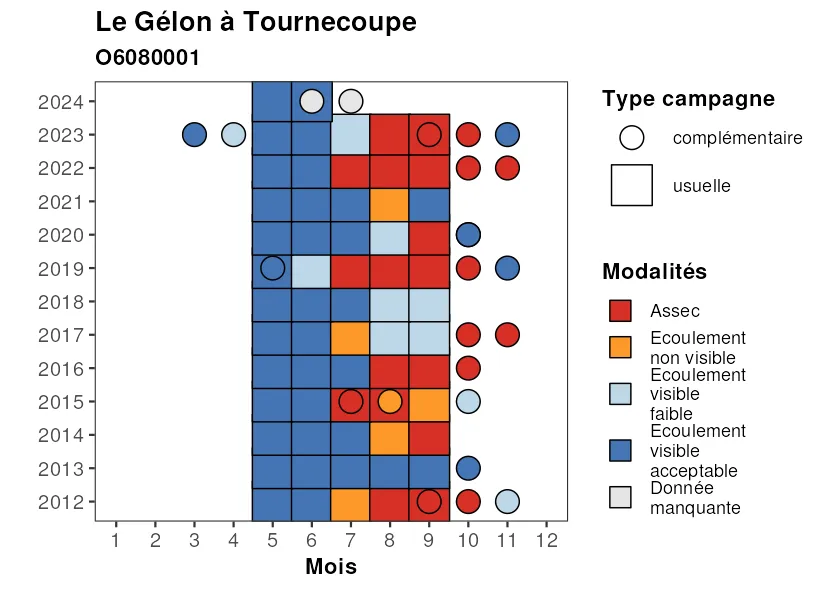 Le Gélon à Tournecoupe
O6080001
2024
2023
2022
2021
2020
2019
2018
2017
2016
2015
2014
2013
2012
1 2 3 4 5 6 7 8 9 10 11 12
Mois
Type campagne
complémentaire
usuelle
Modalités
Assec
Ecoulement
non visible
Ecoulement
visible
faible
Ecoulement
visible
acceptable
Donnée
manquante